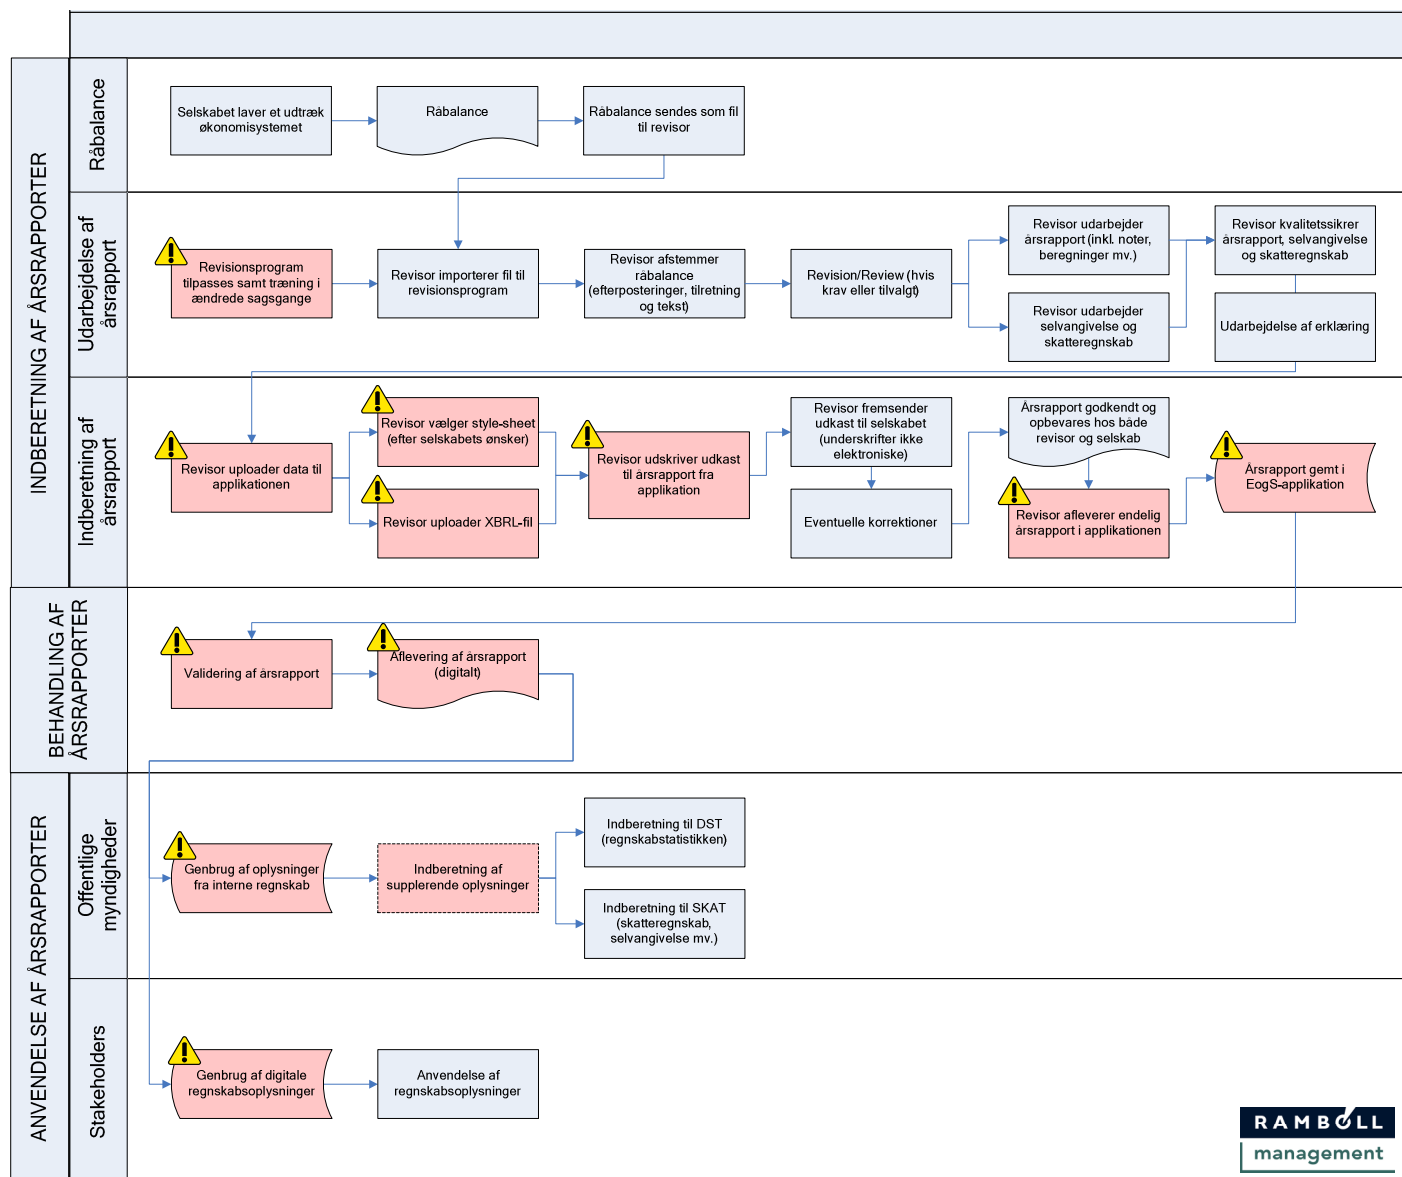 INDBERETNING AF ÅRSRAPPORTER
Råbalance
Selskabet laver et udtræk
økonomisystemet
Råbalance
Råbalance sendes som fil
til revisor
Udarbejdelse af
årsrapport
Revisionsprogram
tilpasses samt træning i
ændrede sagsgange
Revisor importerer fil til
revisionsprogram
Revisor afstemmer
råbalance
(efterposteringer, tilretning
og tekst)
Revision/Review (hvis
krav eller tilvalgt)
Revisor udarbejder
årsrapport (inkl. noter,
beregninger mv.)
Revisor udarbejder
selvangivelse og
skatteregnskab
Revisor kvalitetssikrer
årsrapport, selvangivelse
og skatteregnskab
Udarbejdelse af erklæring
Indberetning af
årsrapport
Revisor uploader data til
applikationen
Revisor vælger style-sheet
(efter selskabets ønsker)
Revisor uploader XBRL-fil
Revisor udskriver udkast
til årsrapport fra
applikation
Revisor fremsender
udkast til selskabet
(underskrifter ikke
elektroniske)
Eventuelle korrektioner
Årsrapport godkendt og
opbevares hos både
revisor og selskab
Revisor afleverer endelig
årsrapport i applikationen
Årsrapport gemt i
EogS-applikation
BEHANDLING AF
ÅRSRAPPORTER
Validering af årsrapport
Aflevering af årsrapport
(digitalt)
ANVENDELSE AF ÅRSRAPPORTER
Offentlige
myndigheder
Genbrug af oplysninger
fra interne regnskab
Indberetning af
supplerende oplysninger
Indberetning til DST
(regnskabstatistikken)
Indberetning til SKAT
(skatteregnskab,
selvangivelse mv.)
Stakeholders
Genbrug af digitale
regnskabsoplysninger
Anvendelse af
regnskabsoplysninger
RAMBØLL
management